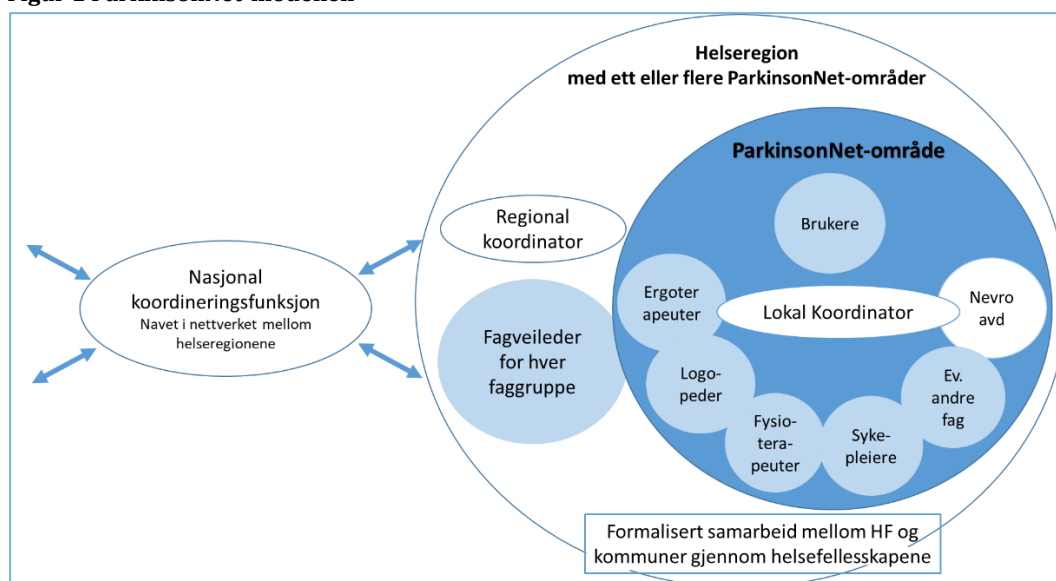 Helseregion
med ett eller flere ParkinsonNet-områder
ParkinsonNet-område
Regional
koordinator
Brukere
Nasjonal
koordineringsfunksjon
Navet i nettverket mellom
helseregionene
Ergoter
apeuter
Lokal Koordinator
Nevro
avd
Fagveileder
for hver
faggruppe
Logo-
peder
Ev.
andre
fag
Fysio-
tera-
peuter
Syke-
pleiere
Formalisert samarbeid mellom HF og
kommuner gjennom helsefellesskapene